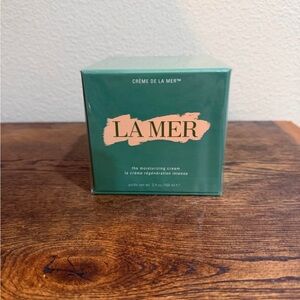 CRÈME DE LA MER™
LA MER
the moisturizing cream
la crème régénération intense